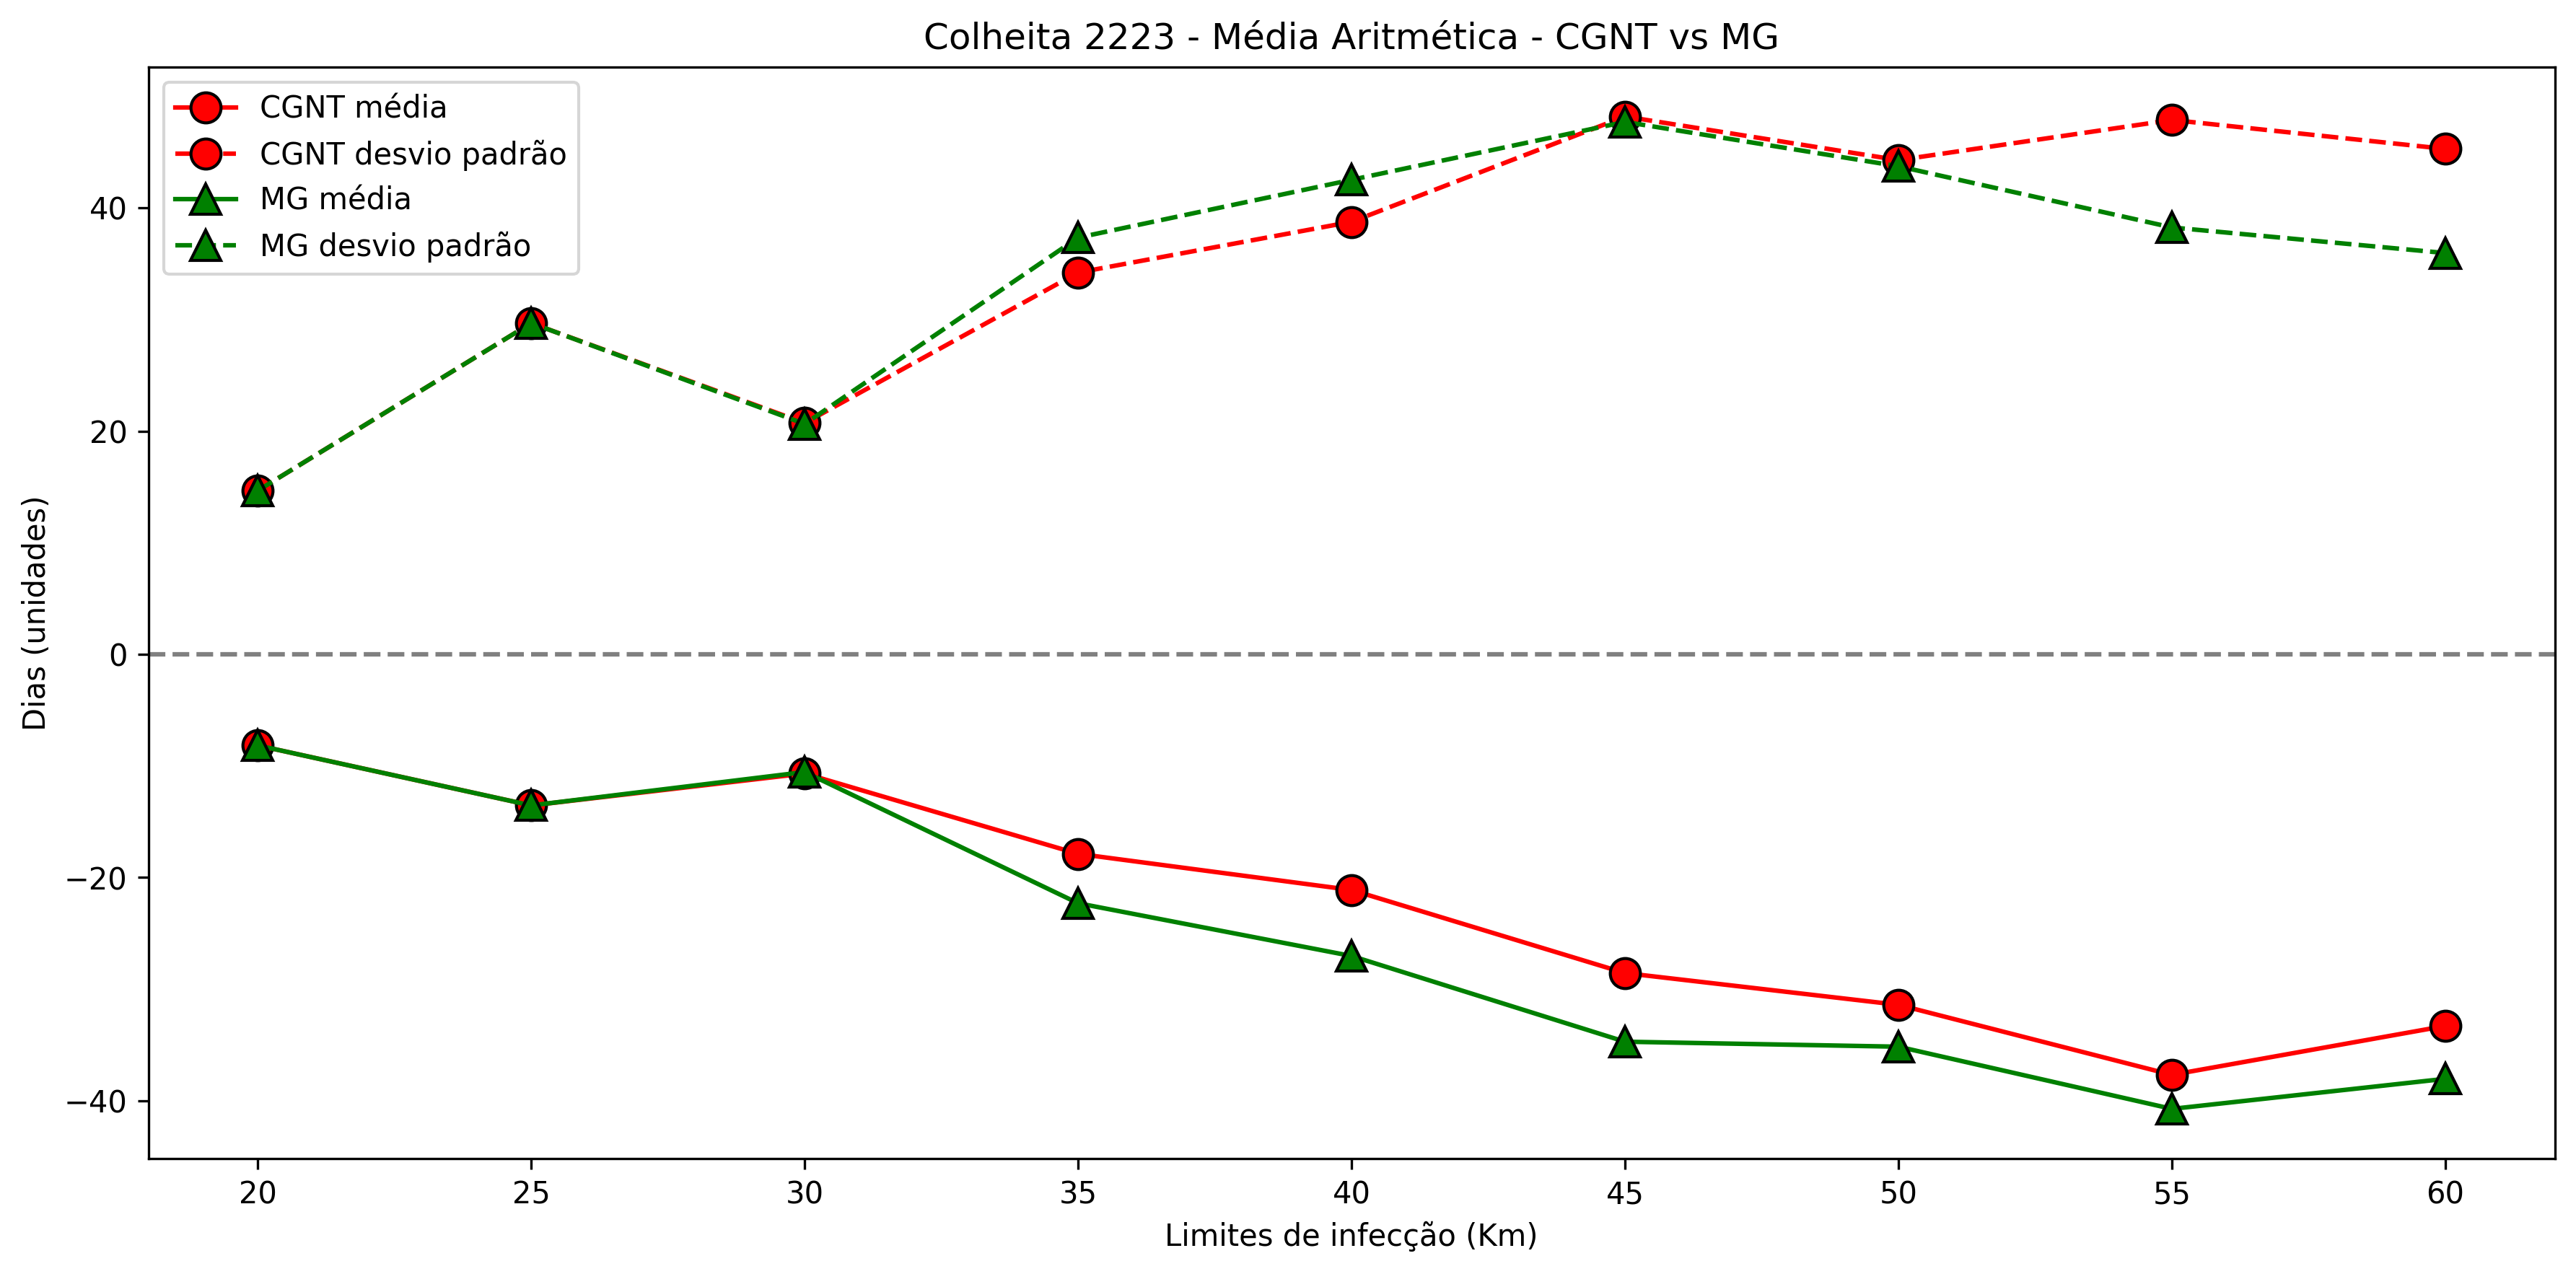 Colheita 2223 - Média Aritmética - CGNT vs MG
CGNT média
CGNT desvio padrão
MG média
MG desvio padrão
Dias (unidades)
40
20
0
−20
−40
20 25 30 35 40 45 50 55 60
Limites de infecção (Km)